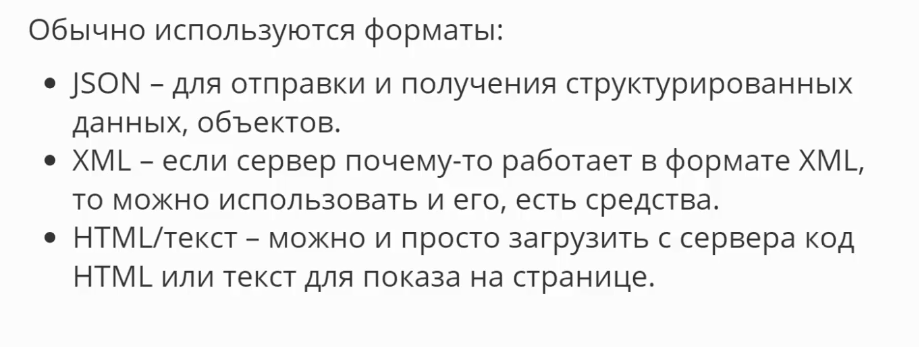 Обычно используются форматы:
• JSON – для отправки и получения структурированных
данных, объектов.
• XML – если сервер почему-то работает в формате XML,
то можно использовать и его, есть средства.
• HTML/текст – можно и просто загрузить с сервера код
HTML или текст для показа на странице.